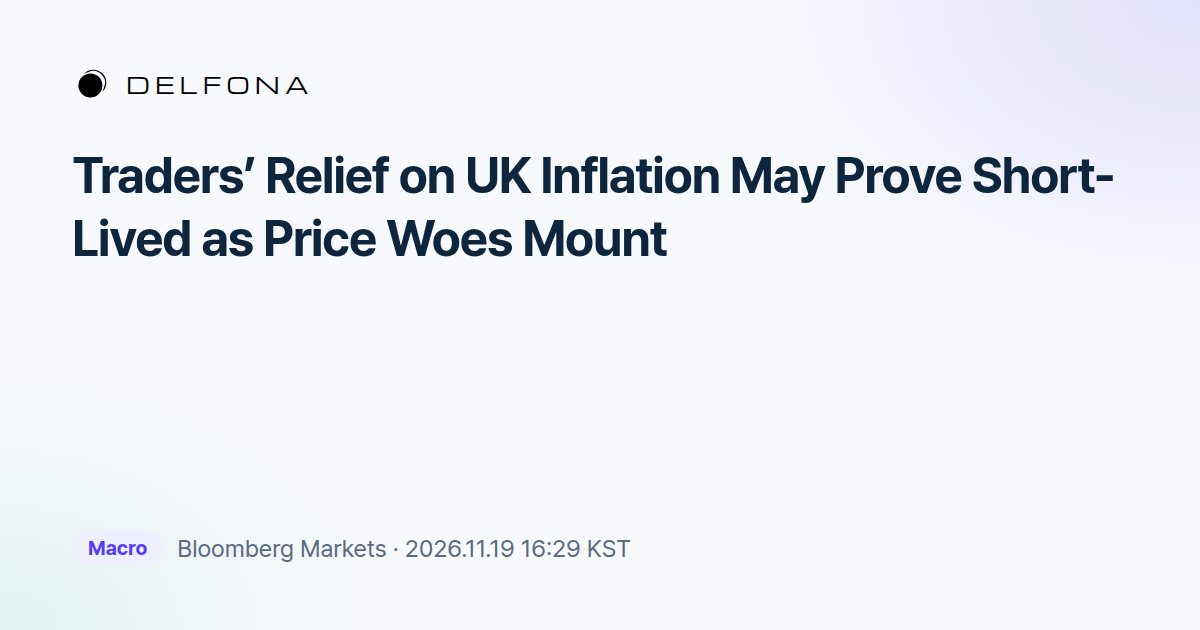 DELFONA
Traders’ Relief on UK Inflation May Prove Short-
Lived as Price Woes Mount
Macro Bloomberg Markets · 2026.11.19 16:29 KST